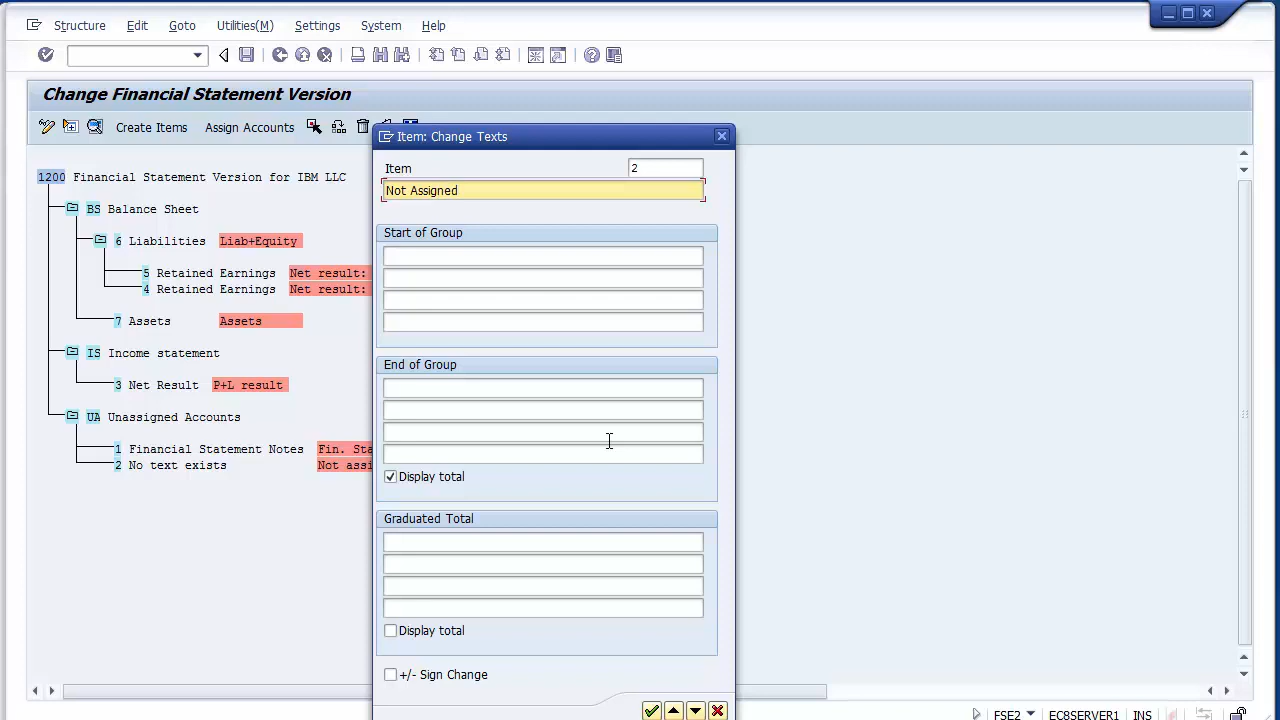 Structure Edit Goto Utilities(M) Settings System Help
Change Financial Statement Version
Create Items Assign Accounts
Item: Change Texts
Item 2
Not Assigned
1200 Financial Statement Version for IBM LLC
BS Balance Sheet
6 Liabilities Liab+Equity
5 Retained Earnings Net result:
4 Retained Earnings Net result:
7 Assets Assets
IS Income statement
3 Net Result P+L result
UA Unassigned Accounts
1 Financial Statement Notes Fin. Sta
2 No text exists Not assi
Start of Group
End of Group
Display total
Graduated Total
Display total
+/- Sign Change
FSE2 EC8SERVER1 INS